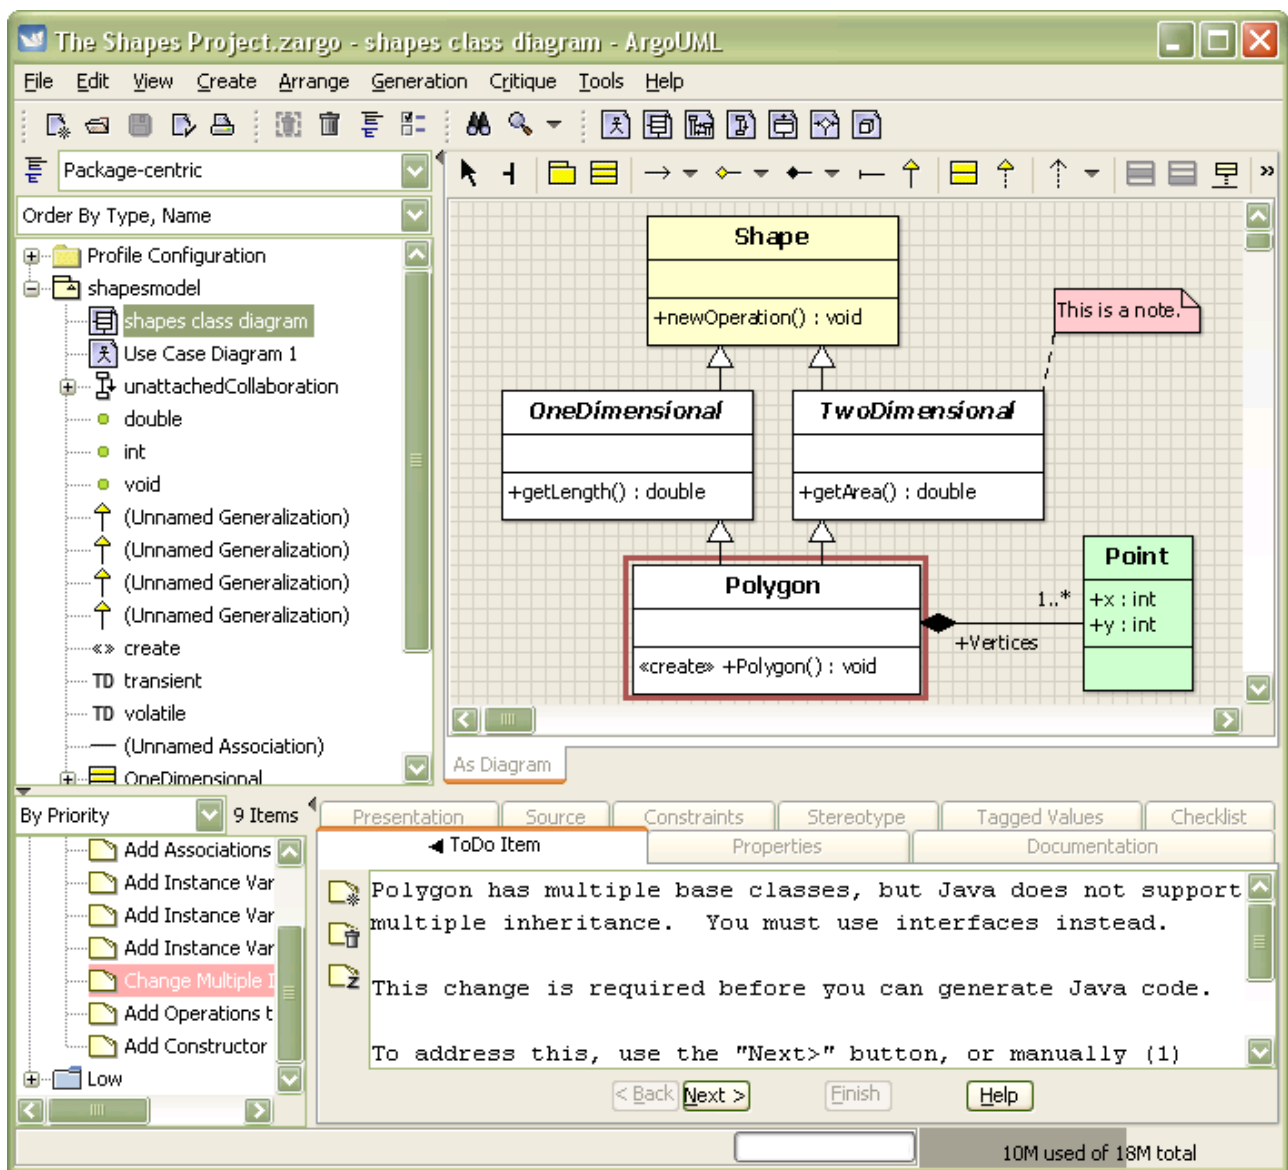 The Shapes Project.zargo - shapes class diagram - ArgoUML
File Edit View Create Arrange Generation Critique Tools Help
Package-centric
Order By Type, Name
Profile Configuration
shapesmodel
shapes class diagram
Use Case Diagram 1
unattachedCollaboration
double
int
void
(Unnamed Generalization)
(Unnamed Generalization)
(Unnamed Generalization)
(Unnamed Generalization)
«» create
TD transient
TD volatile
(Unnamed Association)
OneDimensional
Shape
+newOperation() : void
This is a note.
OneDimensional
+getLength() : double
TwoDimensional
+getArea() : double
Polygon
«create» +Polygon() : void
1..*
+Vertices
Point
+x : int
+y : int
As Diagram
By Priority
9 Items
Add Associations
Add Instance Var
Add Instance Var
Add Instance Var
Change Multiple I
Add Operations t
Add Constructor
Low
Presentation Source Constraints Stereotype Tagged Values Checklist
ToDo Item Properties Documentation
Polygon has multiple base classes, but Java does not support
multiple inheritance. You must use interfaces instead.
This change is required before you can generate Java code.
To address this, use the "Next>" button, or manually (1)
< Back Next > Finish Help
10M used of 18M total